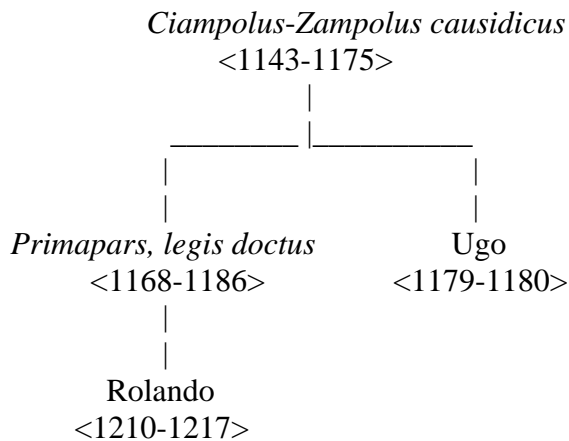 Ciampolus-Zampolus causidicus
<1143-1175>
Primapars, legis doctus Ugo
<1168-1186> <1179-1180>
Rolando
<1210-1217>